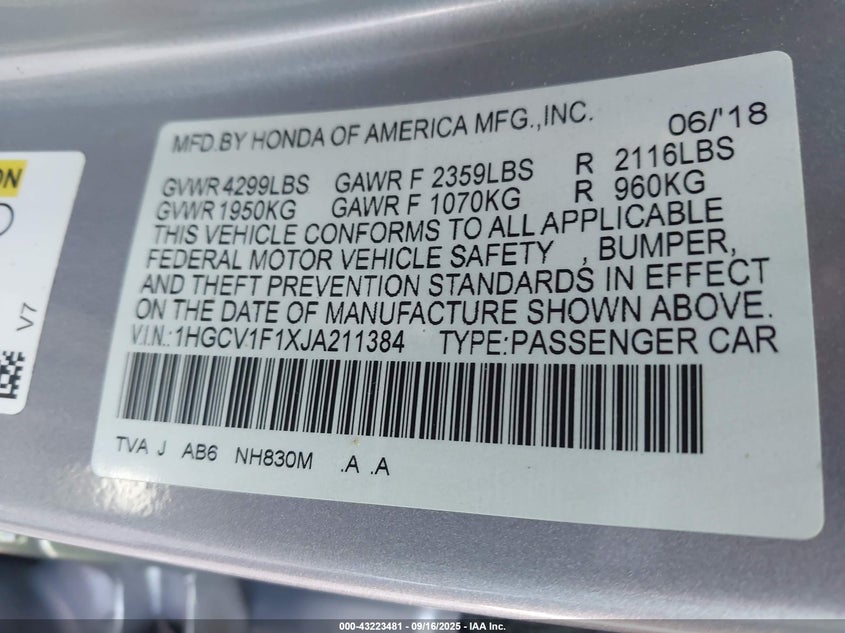 MFD.BY HONDA OF AMERICA MFG.,INC. 06/'18
GVWR 4299LBS GAWR F 2359LBS R 2116LBS
GVWR 1950KG GAWR F 1070KG R 960KG
THIS VEHICLE CONFORMS TO ALL APPLICABLE
FEDERAL MOTOR VEHICLE SAFETY , BUMPER,
AND THEFT PREVENTION STANDARDS IN EFFECT
ON THE DATE OF MANUFACTURE SHOWN ABOVE.
V.I.N.:1HGCV1F1XJA211384 TYPE:PASSENGER CAR
TVA J AB6 NH830M .A .A
V7
000-43223481 - 09/16/2025 - IAA Inc.